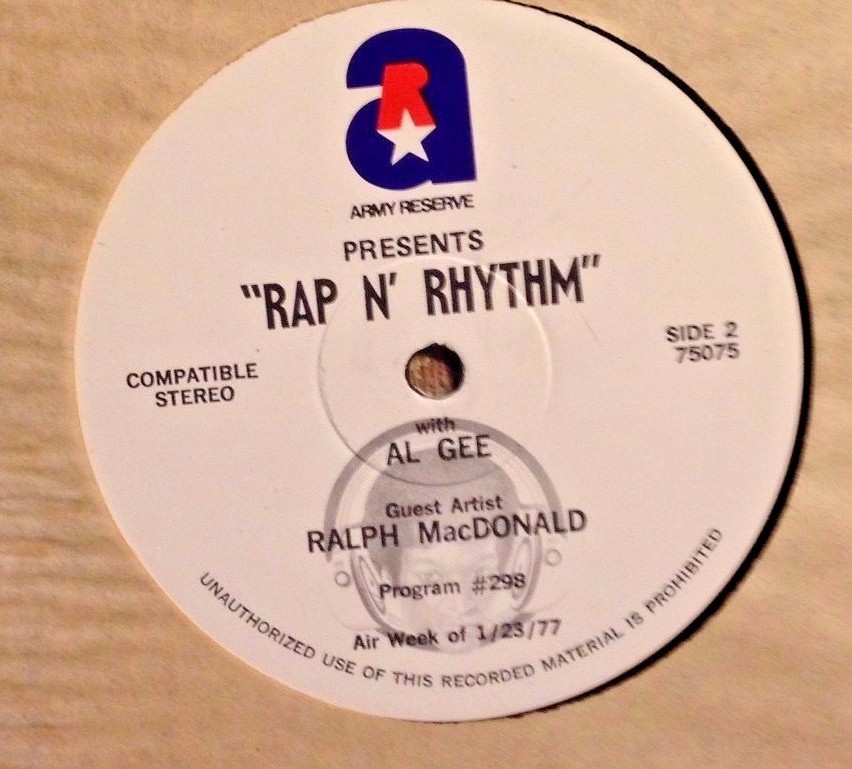 a
R
ARMY RESERVE
PRESENTS
"RAP N' RHYTHM"
SIDE 2
75075
COMPATIBLE
STEREO
with
AL GEE
Guest Artist
RALPH MacDONALD
Program #298
Air Week of 1/23/77
UNAUTHORIZED USE OF THIS RECORDED MATERIAL IS PROHIBITED